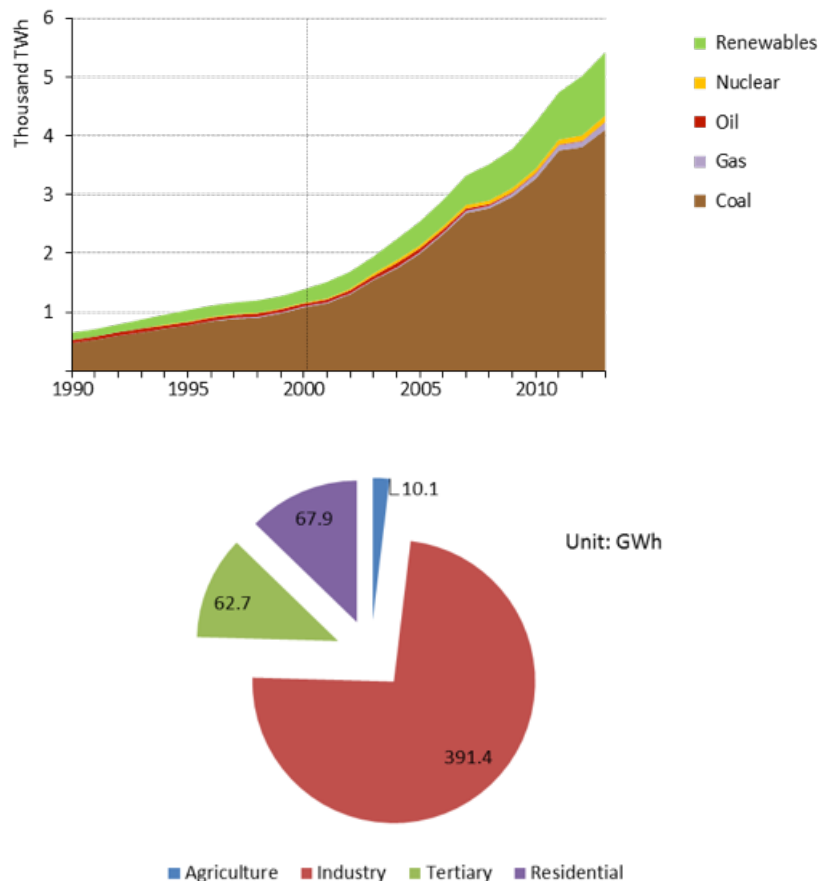 6
5
4
3
2
1
Thousand TWh
1990 1995 2000 2005 2010
Renewables
Nuclear
Oil
Gas
Coal
10.1
67.9
Unit: GWh
62.7
391.4
Agriculture Industry Tertiary Residential